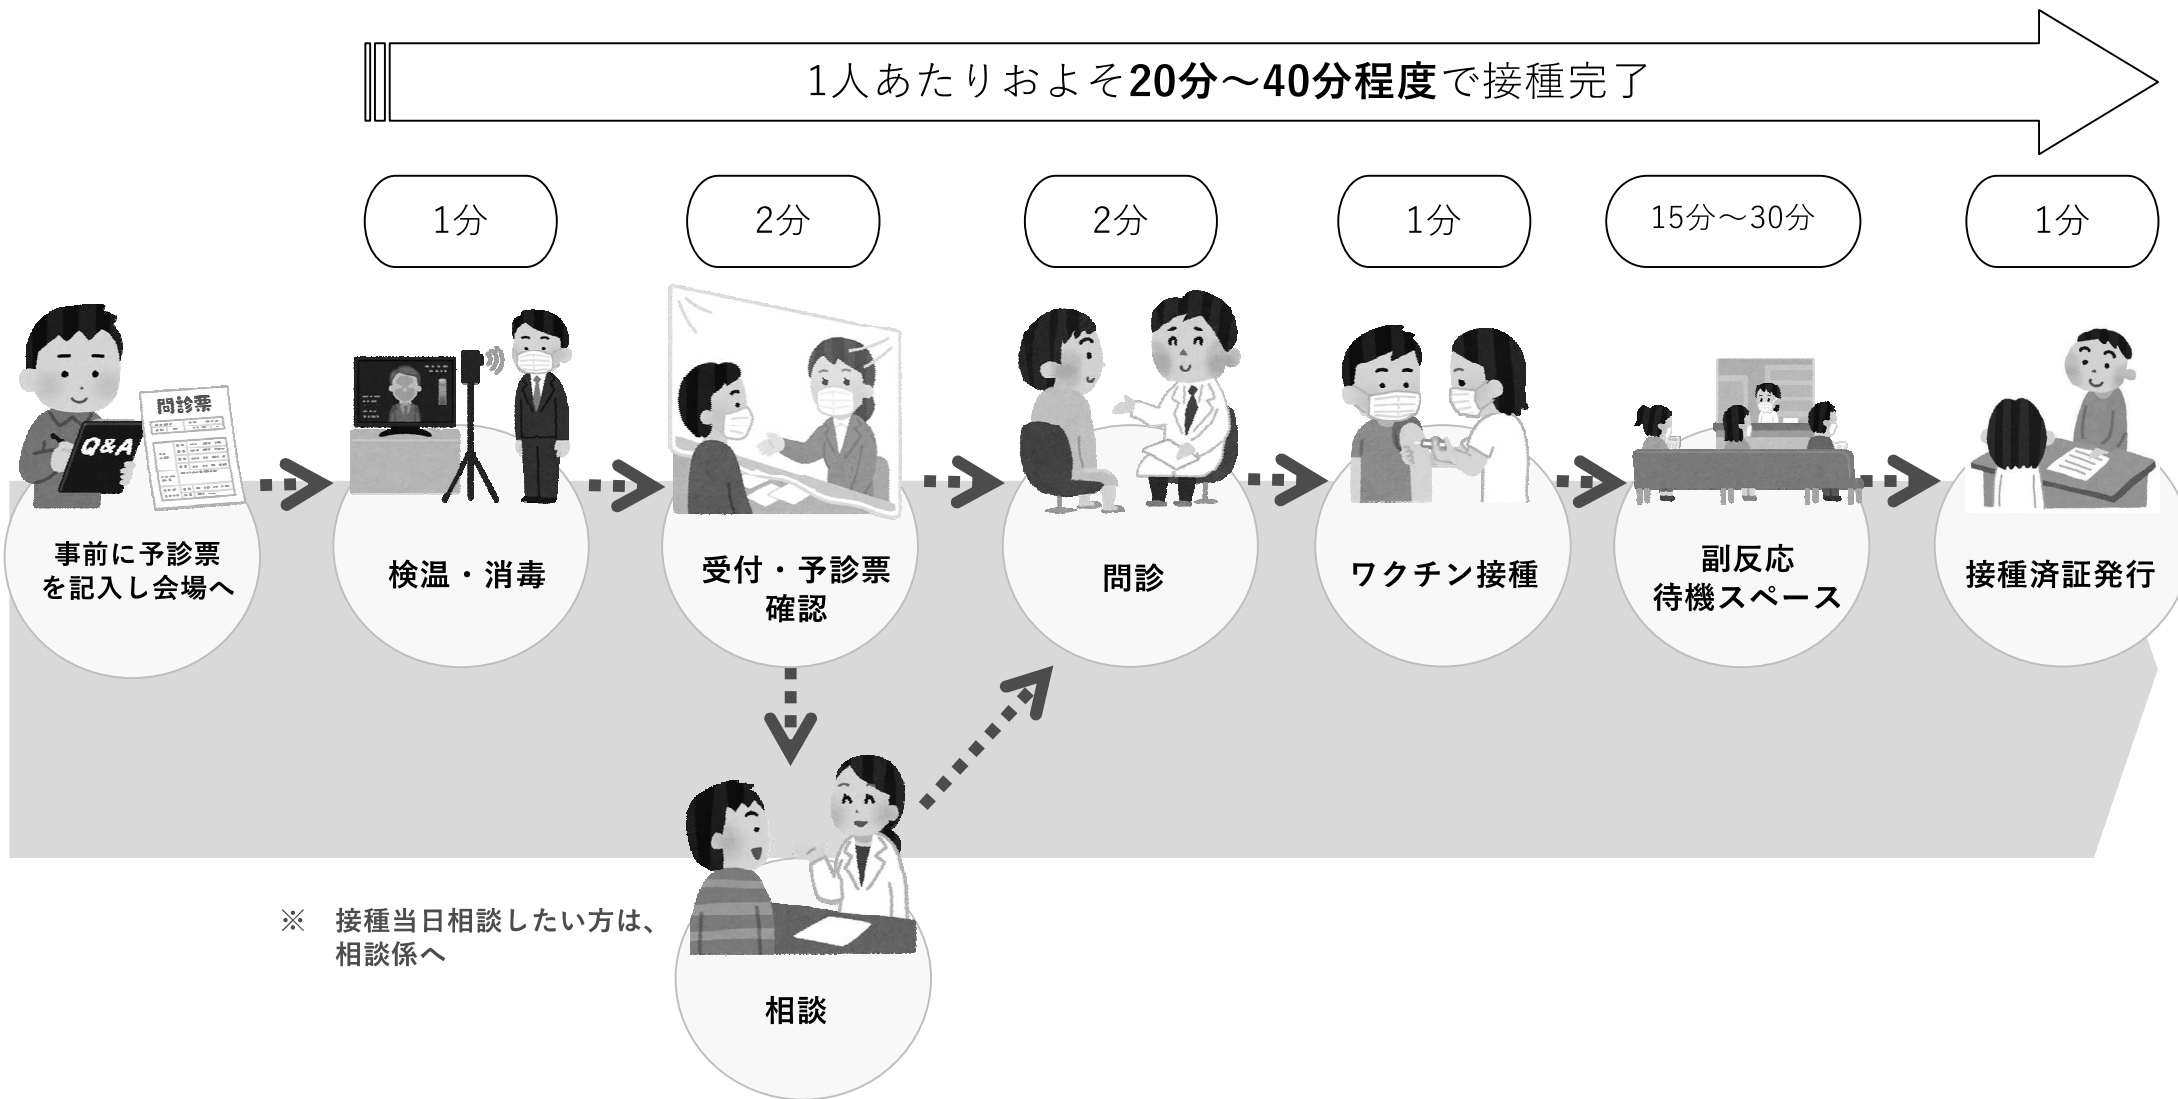 1人あたりおよそ20分～40分程度で接種完了
1分
2分
2分
1分
15分～30分
1分
問診票
Q&A
事前に予診票
を記入し会場へ
検温・消毒
受付・予診票
確認
問診
ワクチン接種
副反応
待機スペース
接種済証発行
※　接種当日相談したい方は、
相談係へ
相談